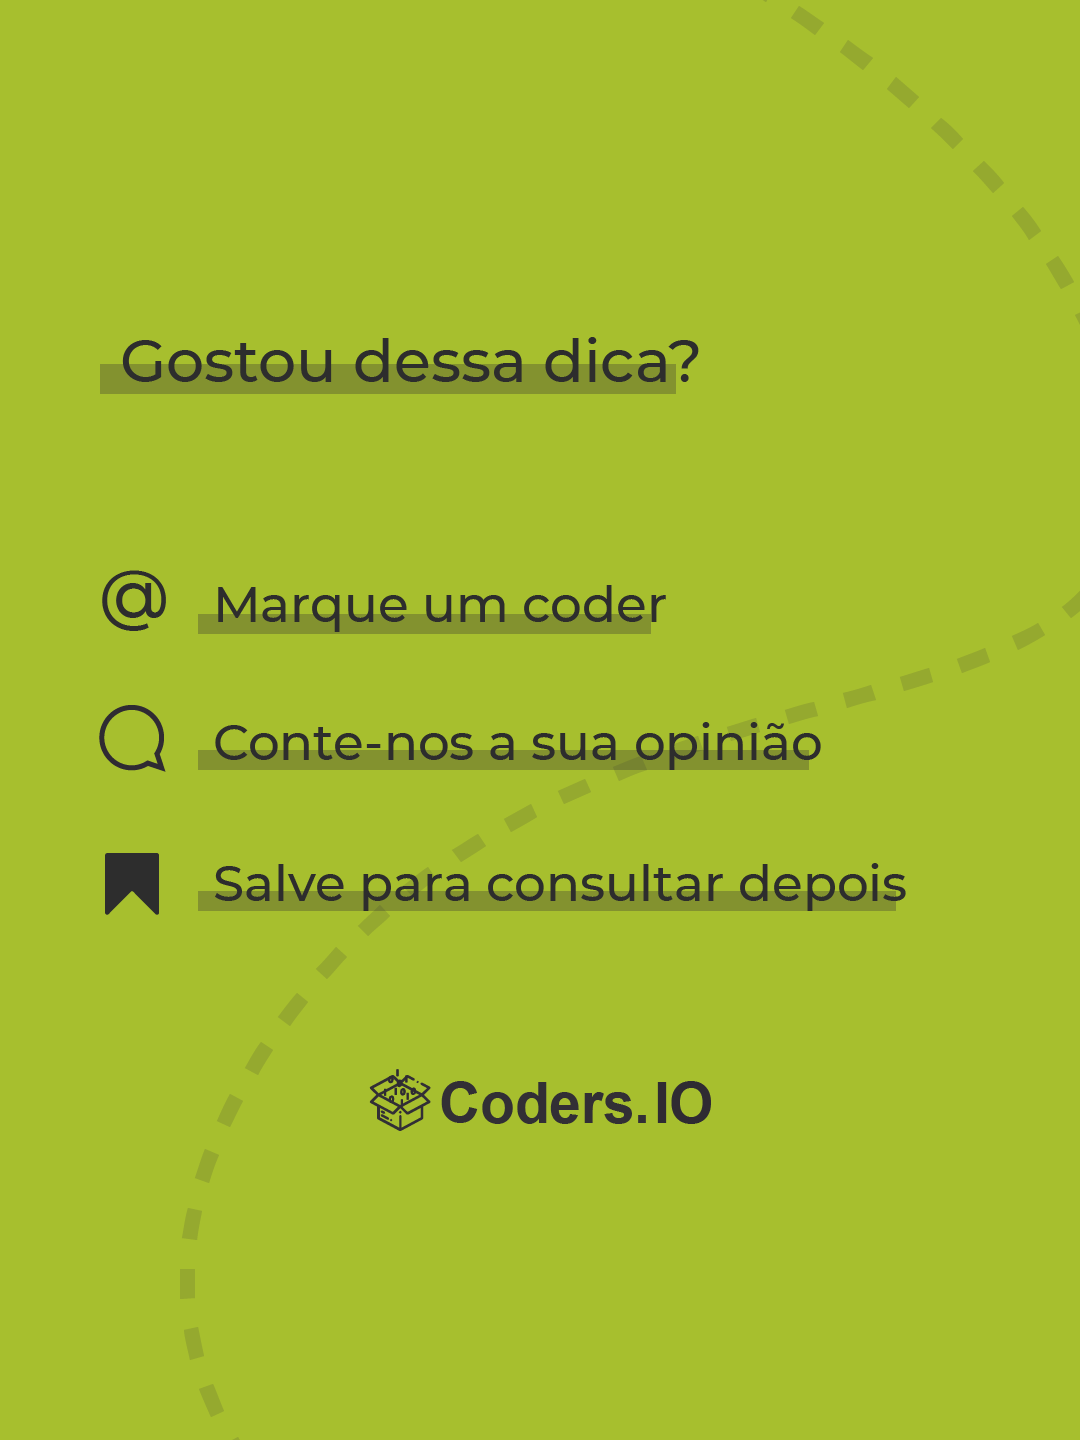 Gostou dessa dica?
@ Marque um coder
Conte-nos a sua opinião
Salve para consultar depois
Coders.IO